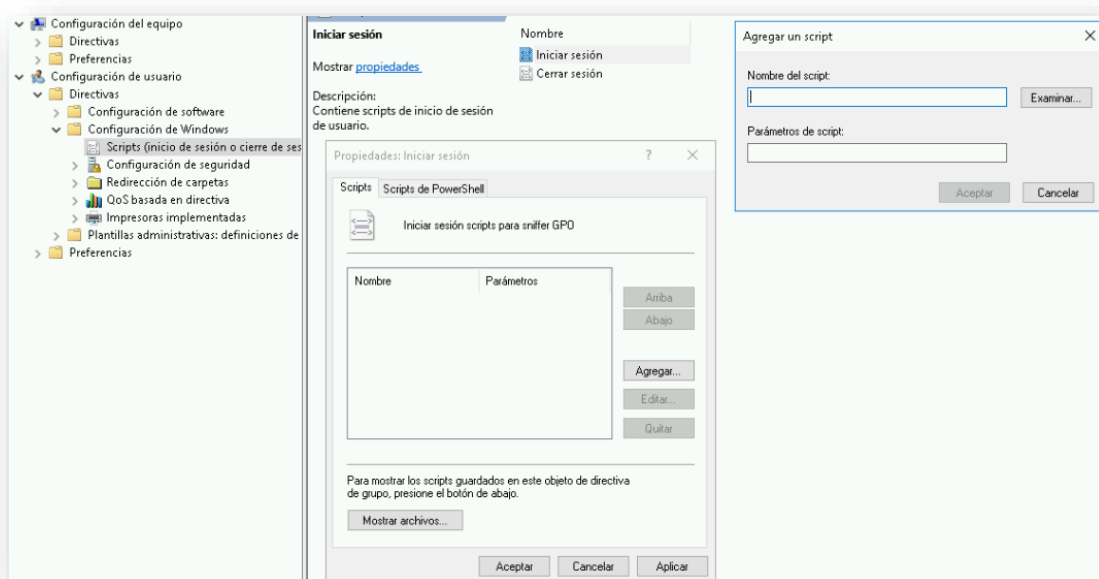 Configuración del equipo
Directivas
Preferencias
Configuración de usuario
Directivas
Configuración de software
Configuración de Windows
Scripts (inicio de sesión o cierre de ses
Configuración de seguridad
Redirección de carpetas
QoS basada en directiva
Impresoras implementadas
Plantillas administrativas: definiciones de
Preferencias
Iniciar sesión
Mostrar propiedades
Descripción:
Contiene scripts de inicio de sesión
de usuario.
Nombre
Iniciar sesión
Cerrar sesión
Propiedades: Iniciar sesión
Scripts
Scripts de PowerShell
Iniciar sesión scripts para sniffer GPO
Nombre Parámetros
Arriba
Abajo
Agregar...
Editar...
Quitar
Para mostrar los scripts guardados en este objeto de directiva
de grupo, presione el botón de abajo.
Mostrar archivos...
Aceptar Cancelar Aplicar
Agregar un script
Nombre del script:
Examinar...
Parámetros de script:
Aceptar Cancelar